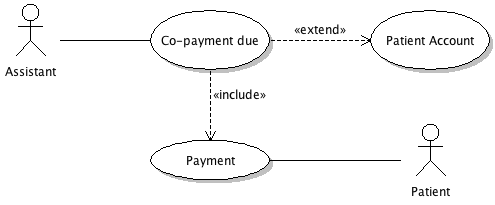 Co-payment due
«extend»
Patient Account
Assistant
«include»
Payment
Patient